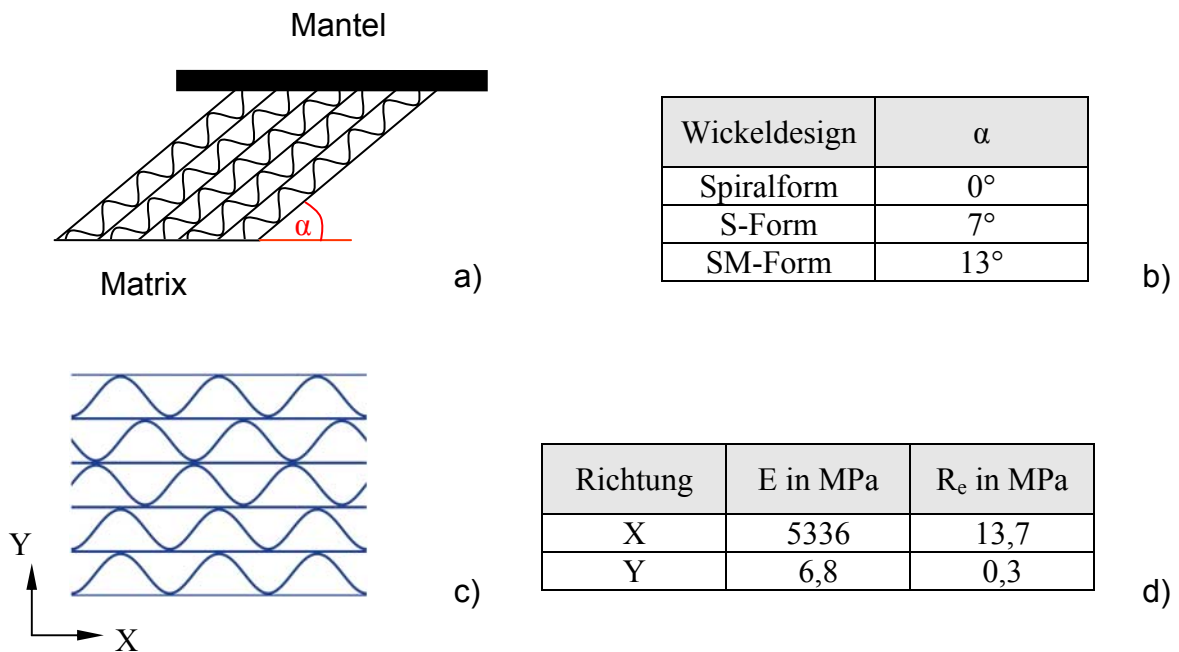 Mantel
α
Matrix
a)
Wickeldesign α
Spiralform 0°
S-Form 7°
SM-Form 13°
b)
Y
X
c)
Richtung E in MPa Rₑ in MPa
X 5336 13,7
Y 6,8 0,3
d)